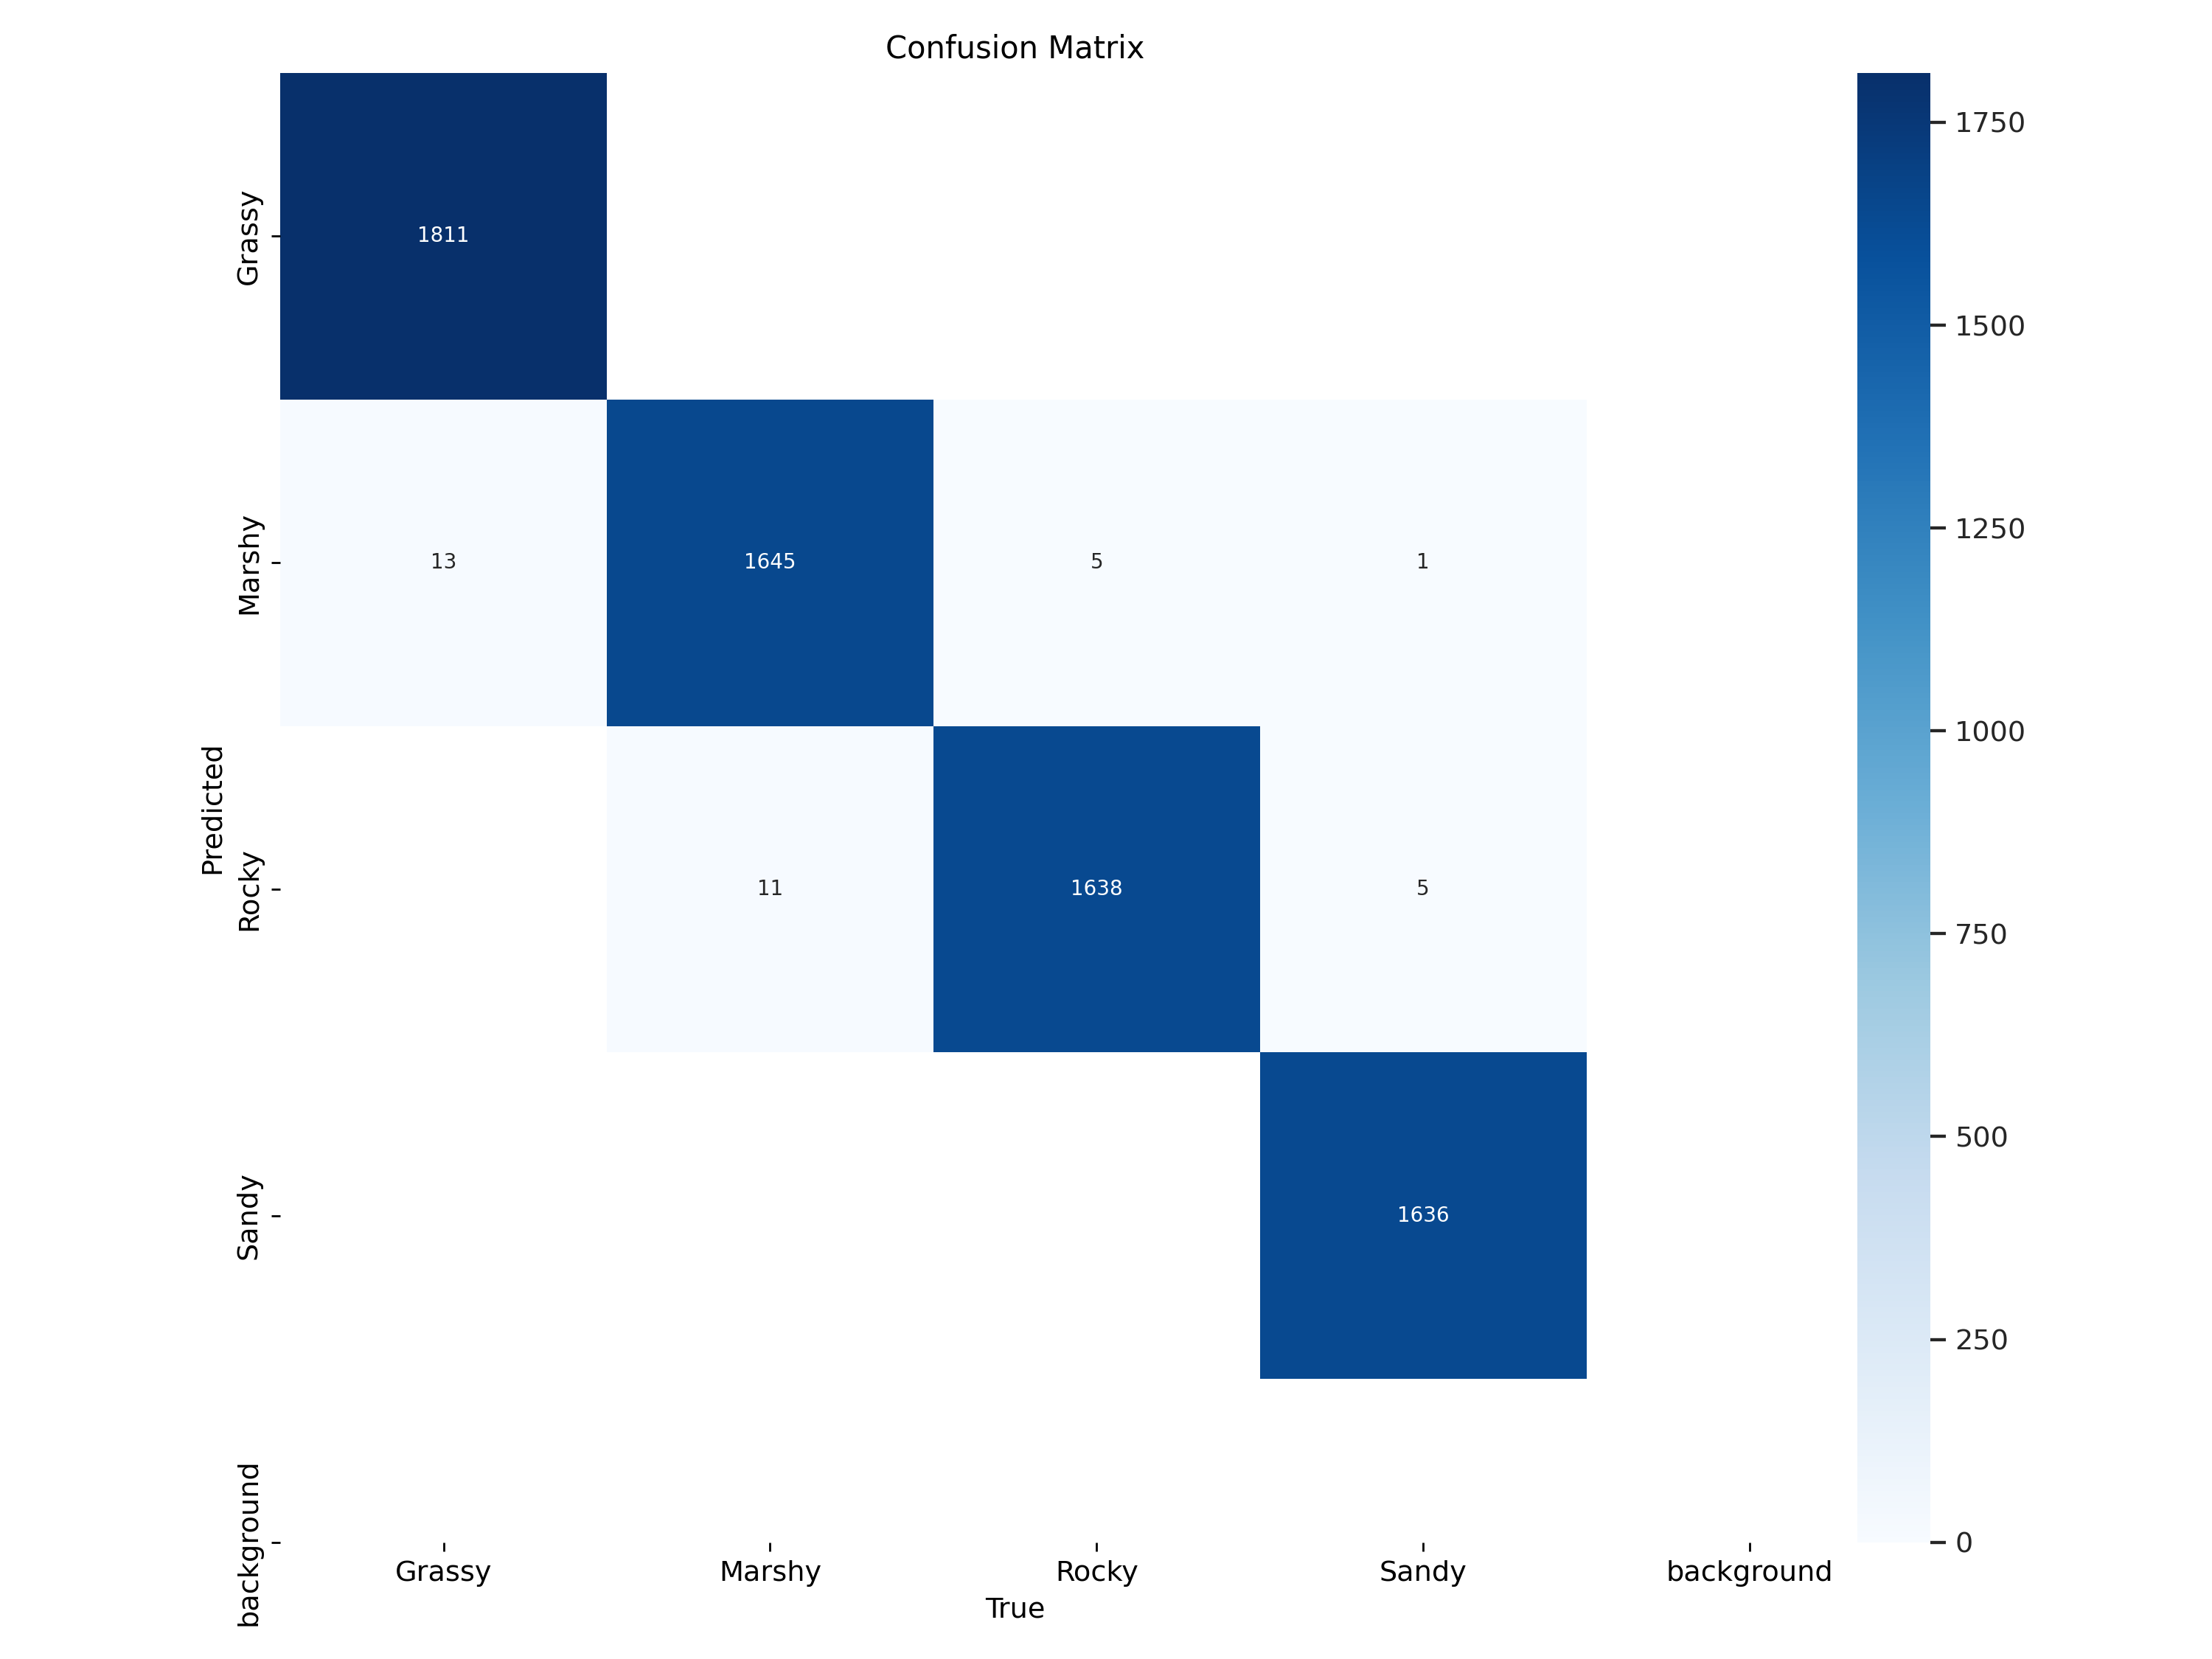 Confusion Matrix
Predicted
Grassy
1811
Marshy
13 1645 5 1
Rocky
11 1638 5
Sandy
1636
background
Grassy Marshy Rocky Sandy background
True
1750
1500
1250
1000
750
500
250
0